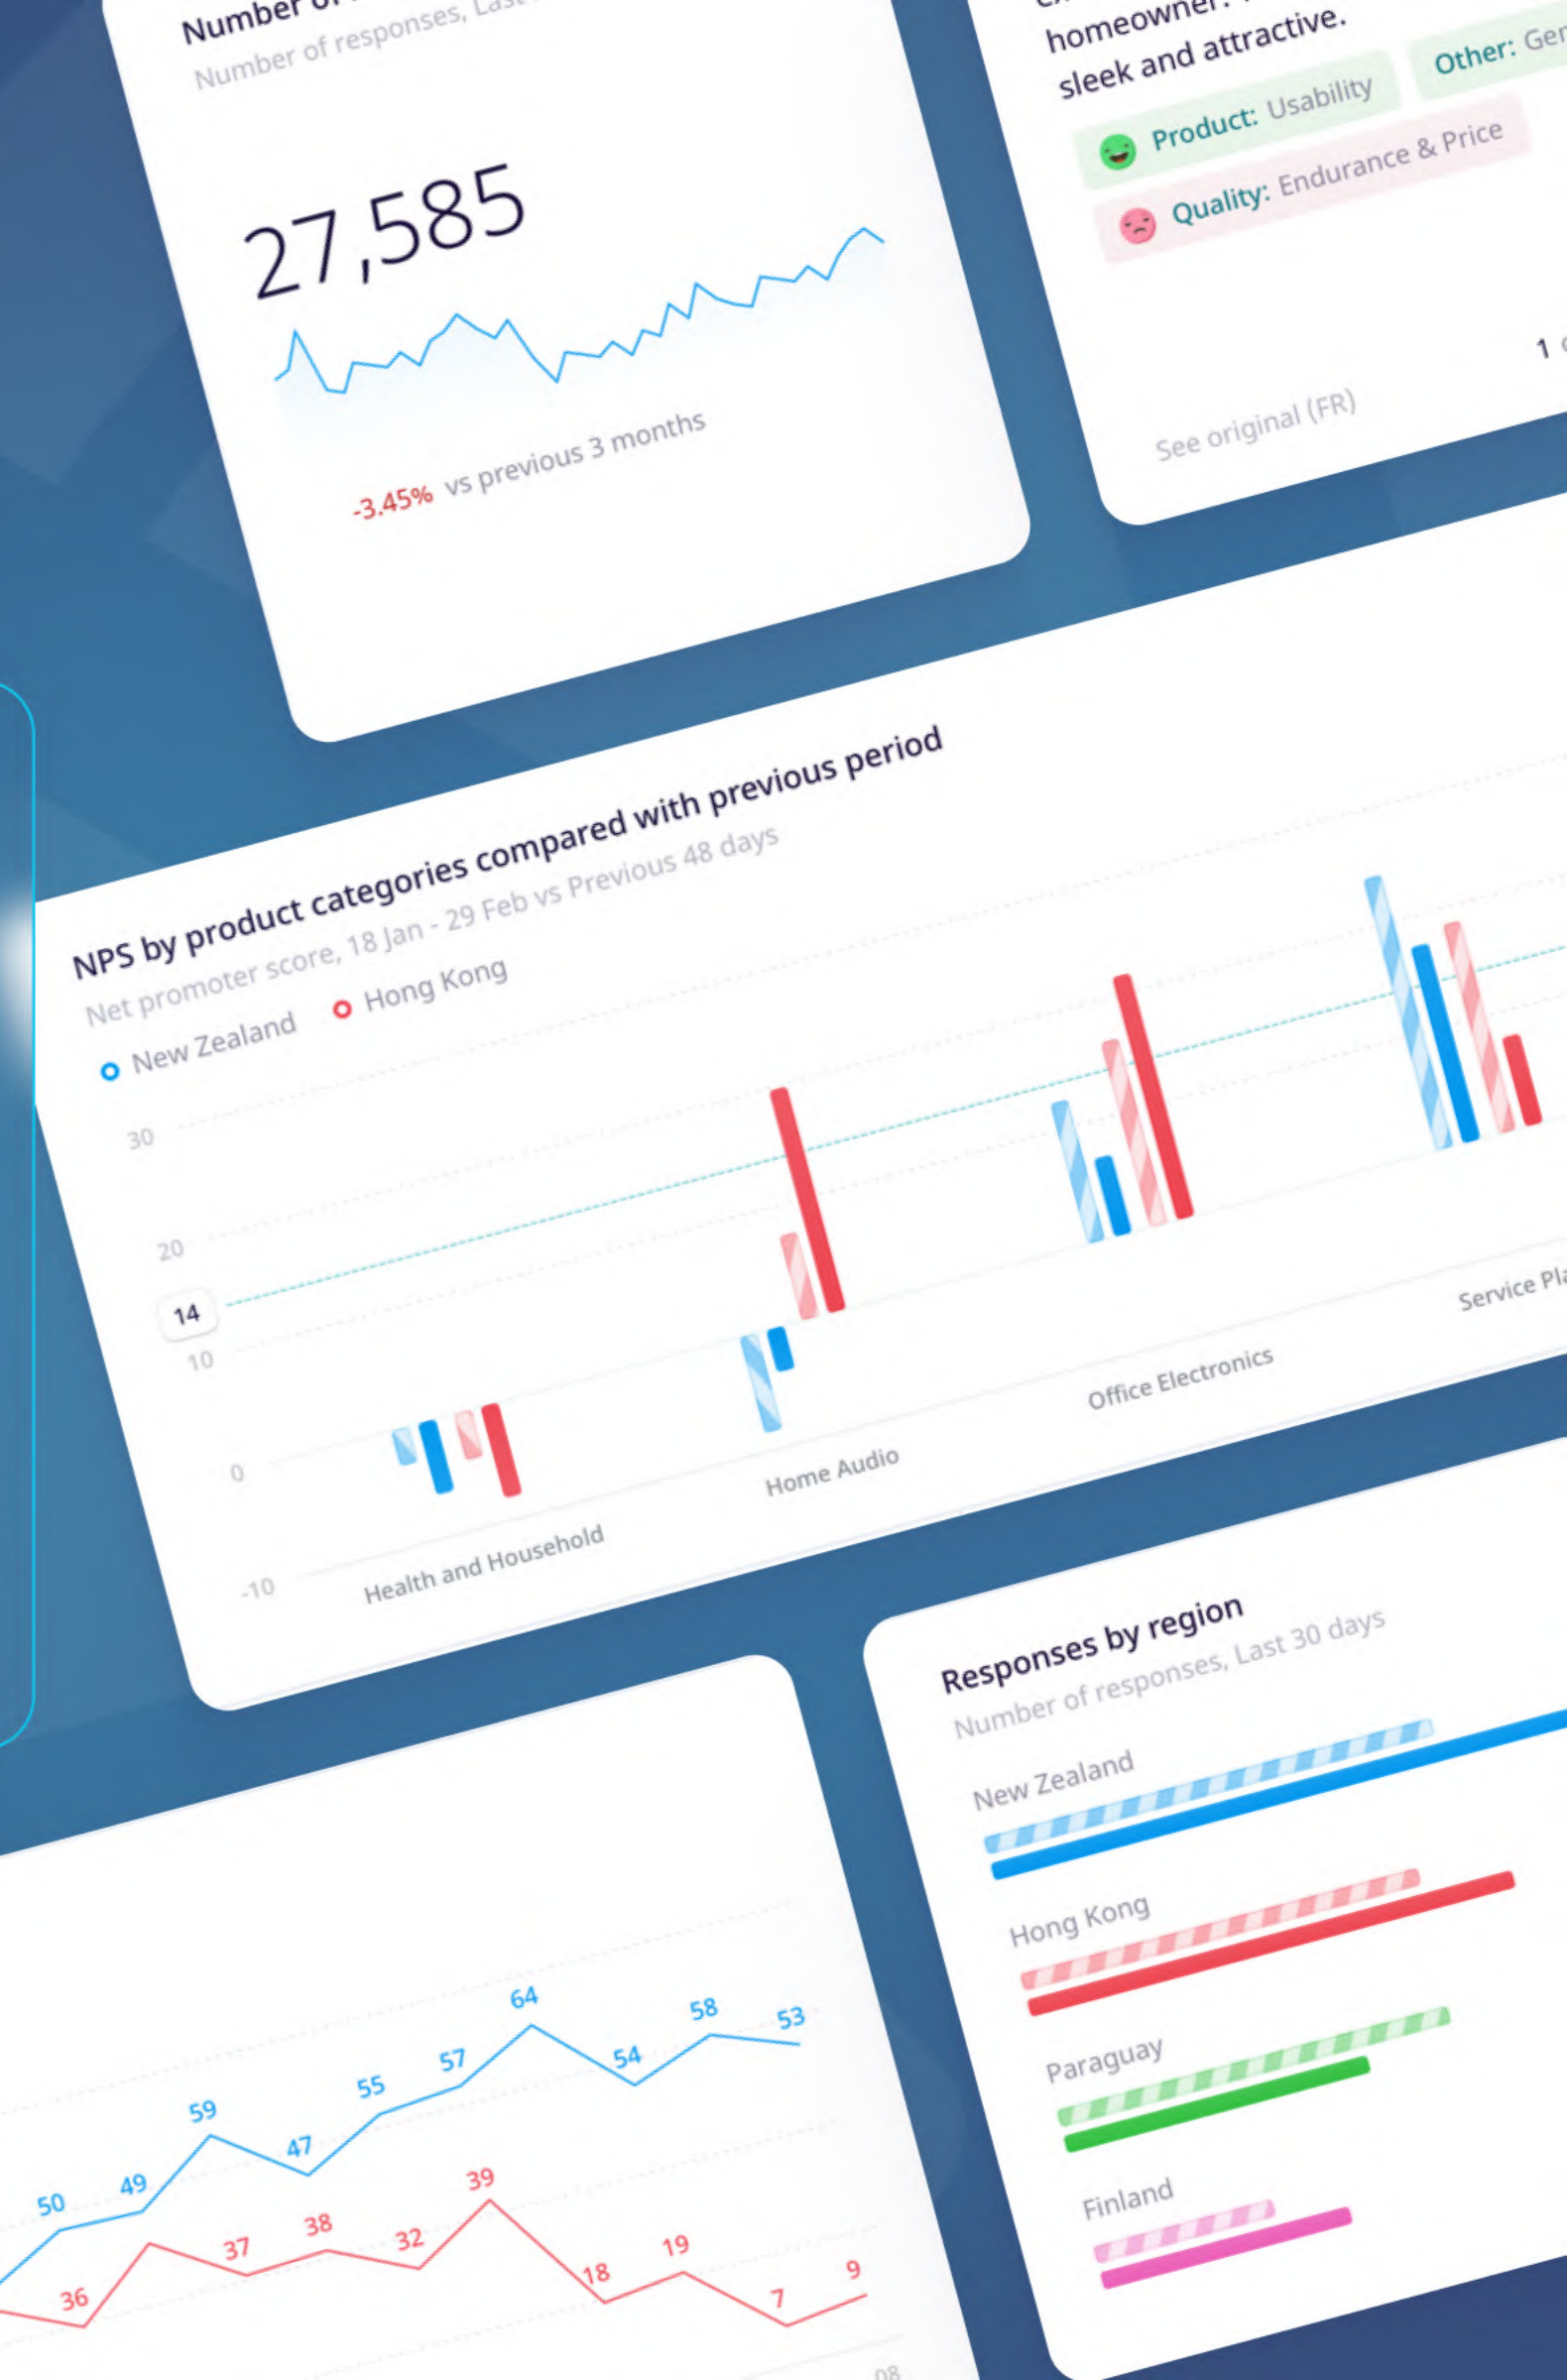 Number of
Number of responses, Last
27,585
-3.45% vs previous 3 months
homeowner.
sleek and attractive.
Product: Usability
Other:
Quality: Endurance & Price
See original (FR)
1
NPS by product categories compared with previous period
Net promoter score, 18 Jan - 29 Feb vs Previous 48 days
New Zealand
Hong Kong
30
20
14
10
0
-10
Health and Household
Home Audio
Office Electronics
Service
50
49
59
47
55
57
64
54
58
53
36
37
38
32
39
18
19
7
9
08
Responses by region
Number of responses, Last 30 days
New Zealand
Hong Kong
Paraguay
Finland